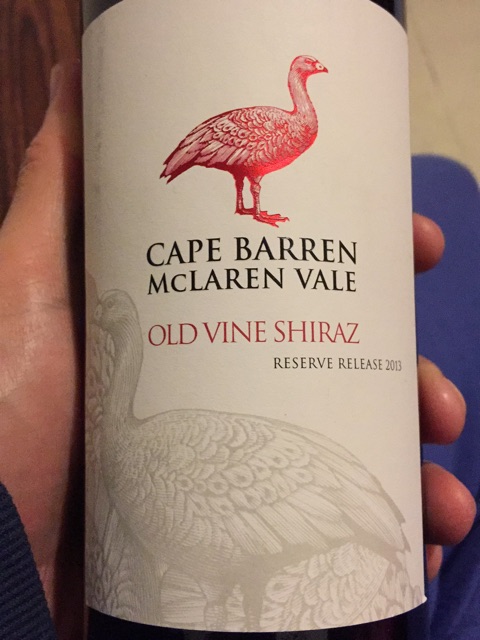 CAPE BARREN
McLAREN VALE
OLD VINE SHIRAZ
RESERVE RELEASE 2013